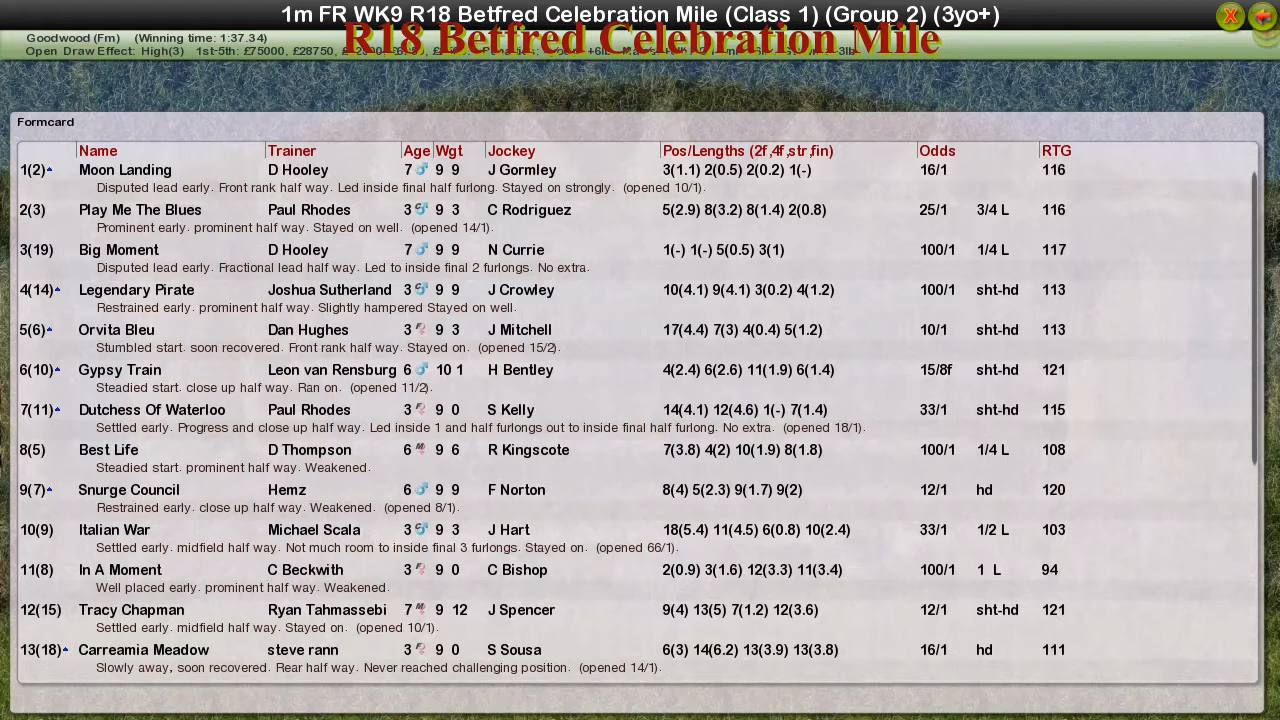 1m FR WK9 R18 Betfred Celebration Mile (Class 1) (Group 2) (3yo+)
R18 Betfred Celebration Mile
Goodwood (Fm) (Winning time: 1:37.34)
Open Draw Effect: High(3) 1st-5th: £75000, £28750,
Formcard
Name Trainer Age Wgt Jockey Pos/Lengths (2f,4f,str,fin) Odds RTG
1(2) Moon Landing D Hooley 7 9 9 J Gormley 3(1.1) 2(0.5) 2(0.2) 1(-) 16/1 116
Disputed lead early. Front rank half way. Led inside final half furlong. Stayed on strongly. (opened 10/1).
2(3) Play Me The Blues Paul Rhodes 3 9 3 C Rodriguez 5(2.9) 8(3.2) 8(1.4) 2(0.8) 25/1 3/4 L 116
Prominent early. prominent half way. Stayed on well. (opened 14/1).
3(19) Big Moment D Hooley 7 9 9 N Currie 1(-) 1(-) 5(0.5) 3(1) 100/1 1/4 L 117
Disputed lead early. Fractional lead half way. Led to inside final 2 furlongs. No extra.
4(14) Legendary Pirate Joshua Sutherland 3 9 9 J Crowley 10(4.1) 9(4.1) 3(0.2) 4(1.2) 100/1 sht-hd 113
Restrained early. prominent half way. Slightly hampered Stayed on well.
5(6) Orvita Bleu Dan Hughes 3 9 3 J Mitchell 17(4.4) 7(3) 4(0.4) 5(1.2) 10/1 sht-hd 113
Stumbled start. soon recovered. Front rank half way. Stayed on. (opened 15/2).
6(10) Gypsy Train Leon van Rensburg 6 10 1 H Bentley 4(2.4) 6(2.6) 11(1.9) 6(1.4) 15/8f sht-hd 121
Steadied start. close up half way. Ran on. (opened 11/2).
7(11) Dutchess Of Waterloo Paul Rhodes 3 9 0 S Kelly 14(4.1) 12(4.6) 1(-) 7(1.4) 33/1 sht-hd 115
Settled early. Progress and close up half way. Led inside 1 and half furlongs out to inside final half furlong. No extra. (opened 18/1).
8(5) Best Life D Thompson 6 9 6 R Kingscote 7(3.8) 4(2) 10(1.9) 8(1.8) 100/1 1/4 L 108
Steadied start. prominent half way. Weakened.
9(7) Snurge Council Hemz 6 9 9 F Norton 8(4) 5(2.3) 9(1.7) 9(2) 12/1 hd 120
Restrained early. close up half way. Weakened. (opened 8/1).
10(9) Italian War Michael Scala 3 9 3 J Hart 18(5.4) 11(4.5) 6(0.8) 10(2.4) 33/1 1/2 L 103
Settled early. midfield half way. Not much room to inside final 3 furlongs. Stayed on. (opened 66/1).
11(8) In A Moment C Beckwith 3 9 0 C Bishop 2(0.9) 3(1.6) 12(3.3) 11(3.4) 100/1 1 L 94
Well placed early. prominent half way. Weakened.
12(15) Tracy Chapman Ryan Tahmassebi 7 9 12 J Spencer 9(4) 13(5) 7(1.2) 12(3.6) 12/1 sht-hd 121
Settled early. midfield half way. Stayed on. (opened 10/1).
13(18) Carreamia Meadow steve rann 3 9 0 S Sousa 6(3) 14(6.2) 13(3.9) 13(3.8) 16/1 hd 111
Slowly away, soon recovered. Rear half way. Never reached challenging position. (opened 14/1).